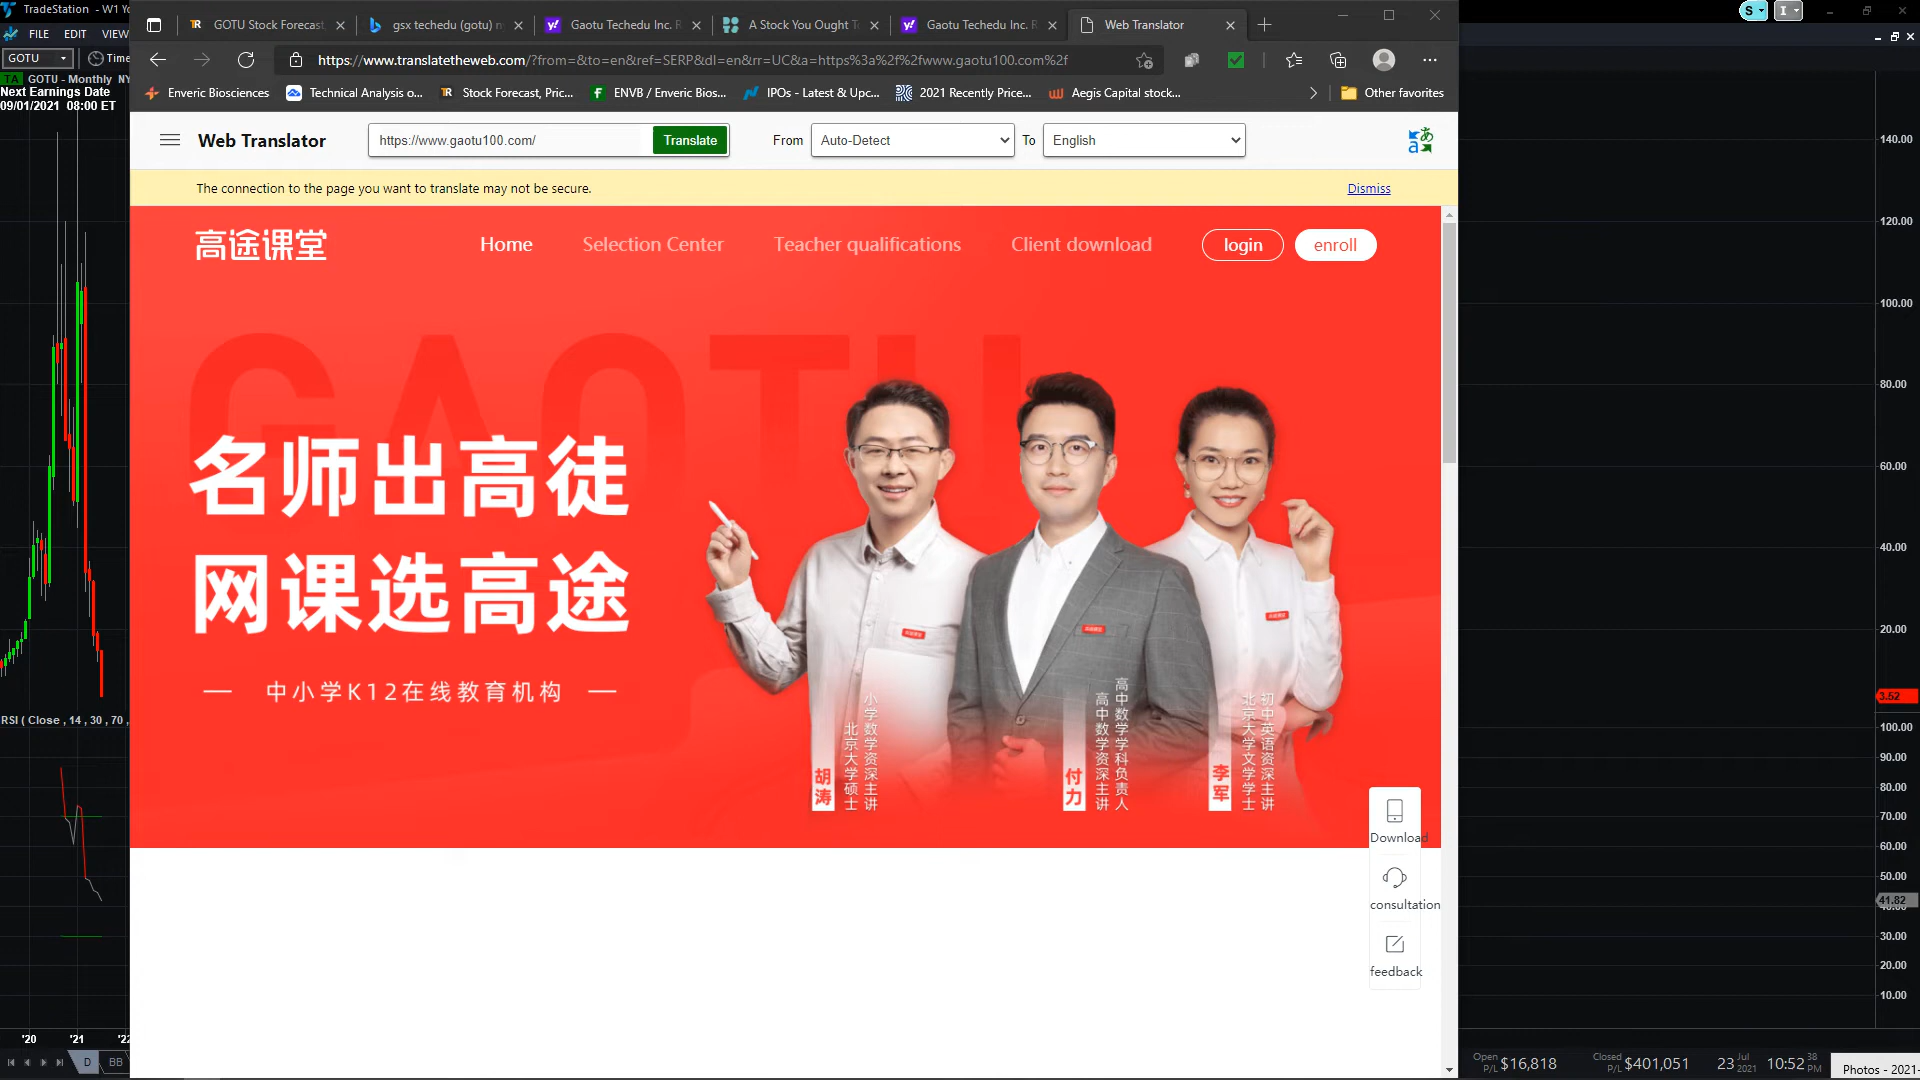 TradeStation - W1 Yo
FILE EDIT VIEW
GOTU
Time
TA GOTU - Monthly NY
Next Earnings Date
09/01/2021 08:00 ET
GOTU Stock Forecast
gsx techedu (gotu) n
Gaotu Techedu Inc. R
A Stock You Ought T
Gaotu Techedu Inc. R
Web Translator
https://www.translatetheweb.com/?from=&to=en&ref=SERP&dl=en&rr=UC&a=https%3a%2f%2fwww.gaotu100.com%2f
Enveric Biosciences
Technical Analysis o...
Stock Forecast, Pric...
ENVB / Enveric Bios...
IPOs - Latest & Upc...
2021 Recently Price...
Aegis Capital stock...
Other favorites
Web Translator
https://www.gaotu100.com/
Translate
From Auto-Detect To English
The connection to the page you want to translate may not be secure.
Dismiss
高途课堂
Home
Selection Center
Teacher qualifications
Client download
login
enroll
GAOTU
名师出高徒
网课选高途
— 中小学K12在线教育机构 —
胡涛
北京大学硕士
小学数学资深主讲
付力
高中数学资深主讲
高中数学学科负责人
李军
北京大学文学学士
初中英语资深主讲
Download
consultation
feedback
S
I
140.00
120.00
100.00
80.00
60.00
40.00
20.00
3.52
RSI ( Close , 14 , 30 , 70 ,
100.00
90.00
80.00
70.00
60.00
50.00
41.82
30.00
20.00
10.00
'20 '21 '22
D BB
Open P/L $16,818
Closed P/L $401,051
23 Jul 2021
10:52 38 PM
Photos - 2021-